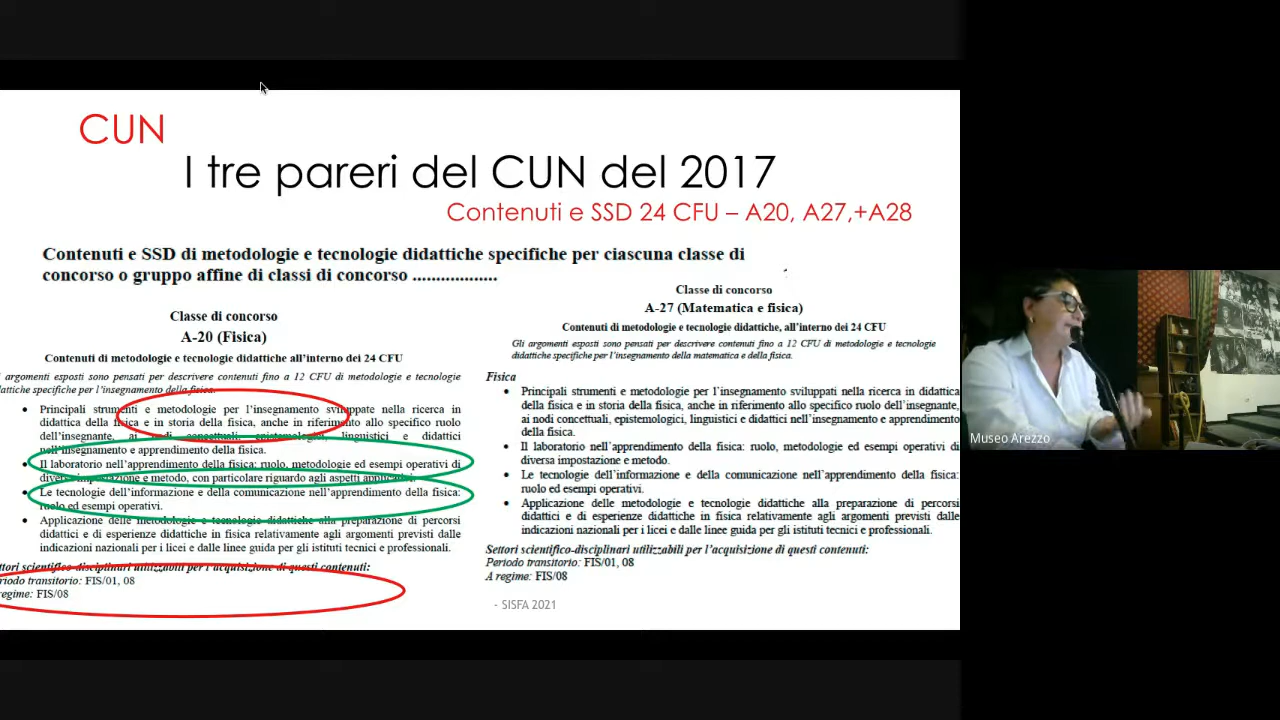 CUN
I tre pareri del CUN del 2017
Contenuti e SSD 24 CFU – A20, A27,+A28
Contenuti e SSD di metodologie e tecnologie didattiche specifiche per ciascuna classe di
concorso o gruppo affine di classi di concorso ..................
Classe di concorso
A-20 (Fisica)
Contenuti di metodologie e tecnologie didattiche all'interno dei 24 CFU
argomenti esposti sono pensati per descrivere contenuti fino a 12 CFU di metodologie e tecnologie
didattiche specifiche per l'insegnamento della fisica.
• Principali strumenti e metodologie per l'insegnamento sviluppate nella ricerca in
didattica della fisica e in storia della fisica, anche in riferimento allo specifico ruolo
dell'insegnante, ai nodi concettuali, epistemologici, linguistici e didattici
nell'insegnamento e apprendimento della fisica.
• Il laboratorio nell'apprendimento della fisica: ruolo, metodologie ed esempi operativi di
diversa impostazione e metodo, con particolare riguardo agli aspetti applicativi.
• Le tecnologie dell'informazione e della comunicazione nell'apprendimento della fisica:
ruolo ed esempi operativi.
• Applicazione delle metodologie e tecnologie didattiche alla preparazione di percorsi
didattici e di esperienze didattiche in fisica relativamente agli argomenti previsti dalle
indicazioni nazionali per i licei e dalle linee guida per gli istituti tecnici e professionali.
ttori scientifico-disciplinari utilizzabili per l'acquisizione di questi contenuti:
riodo transitorio: FIS/01, 08
regime: FIS/08
Classe di concorso
A-27 (Matematica e fisica)
Contenuti di metodologie e tecnologie didattiche, all'interno dei 24 CFU
Gli argomenti esposti sono pensati per descrivere contenuti fino a 12 CFU di metodologie e tecnologie
didattiche specifiche per l'insegnamento della matematica e della fisica.
Fisica
• Principali strumenti e metodologie per l'insegnamento sviluppati nella ricerca in didattica
della fisica e in storia della fisica, anche in riferimento allo specifico ruolo dell'insegnante,
ai nodi concettuali, epistemologici, linguistici e didattici nell'insegnamento e apprendimento
della fisica.
• Il laboratorio nell'apprendimento della fisica: ruolo, metodologie ed esempi operativi di
diversa impostazione e metodo.
• Le tecnologie dell'informazione e della comunicazione nell'apprendimento della fisica:
ruolo ed esempi operativi.
• Applicazione delle metodologie e tecnologie didattiche alla preparazione di percorsi
didattici e di esperienze didattiche in fisica relativamente agli argomenti previsti dalle
indicazioni nazionali per i licei e dalle linee guida per gli istituti tecnici e professionali.
Settori scientifico-disciplinari utilizzabili per l'acquisizione di questi contenuti:
Periodo transitorio: FIS/01, 08
A regime: FIS/08
- SISFA 2021
Museo Arezzo